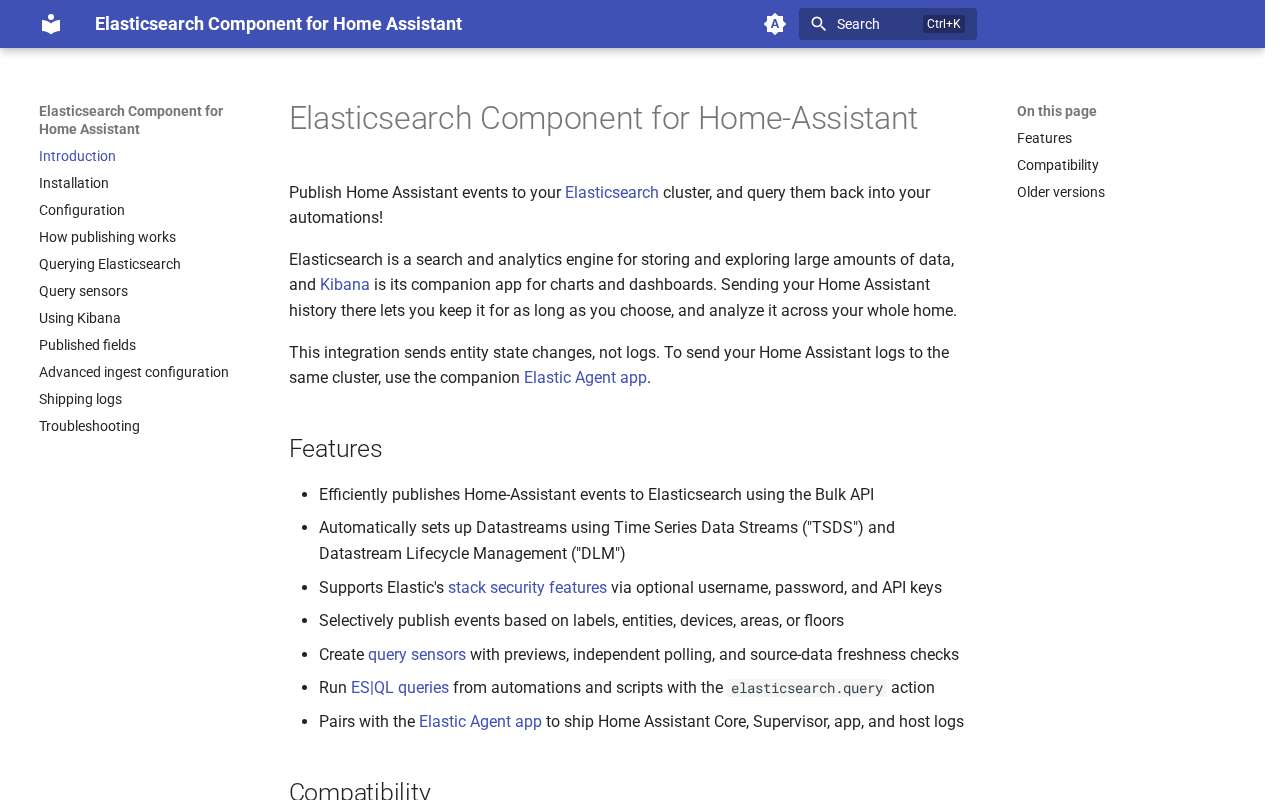 Elasticsearch Component for Home Assistant
A
Search
Ctrl+K
Elasticsearch Component for
Home Assistant
Introduction
Installation
Configuration
How publishing works
Querying Elasticsearch
Query sensors
Using Kibana
Published fields
Advanced ingest configuration
Shipping logs
Troubleshooting
Elasticsearch Component for Home-Assistant
Publish Home Assistant events to your Elasticsearch cluster, and query them back into your
automations!
Elasticsearch is a search and analytics engine for storing and exploring large amounts of data,
and Kibana is its companion app for charts and dashboards. Sending your Home Assistant
history there lets you keep it for as long as you choose, and analyze it across your whole home.
This integration sends entity state changes, not logs. To send your Home Assistant logs to the
same cluster, use the companion Elastic Agent app.
Features
• Efficiently publishes Home-Assistant events to Elasticsearch using the Bulk API
• Automatically sets up Datastreams using Time Series Data Streams ("TSDS") and
Datastream Lifecycle Management ("DLM")
• Supports Elastic's stack security features via optional username, password, and API keys
• Selectively publish events based on labels, entities, devices, areas, or floors
• Create query sensors with previews, independent polling, and source-data freshness checks
• Run ES|QL queries from automations and scripts with the elasticsearch.query action
• Pairs with the Elastic Agent app to ship Home Assistant Core, Supervisor, app, and host logs
Compatibility
On this page
Features
Compatibility
Older versions